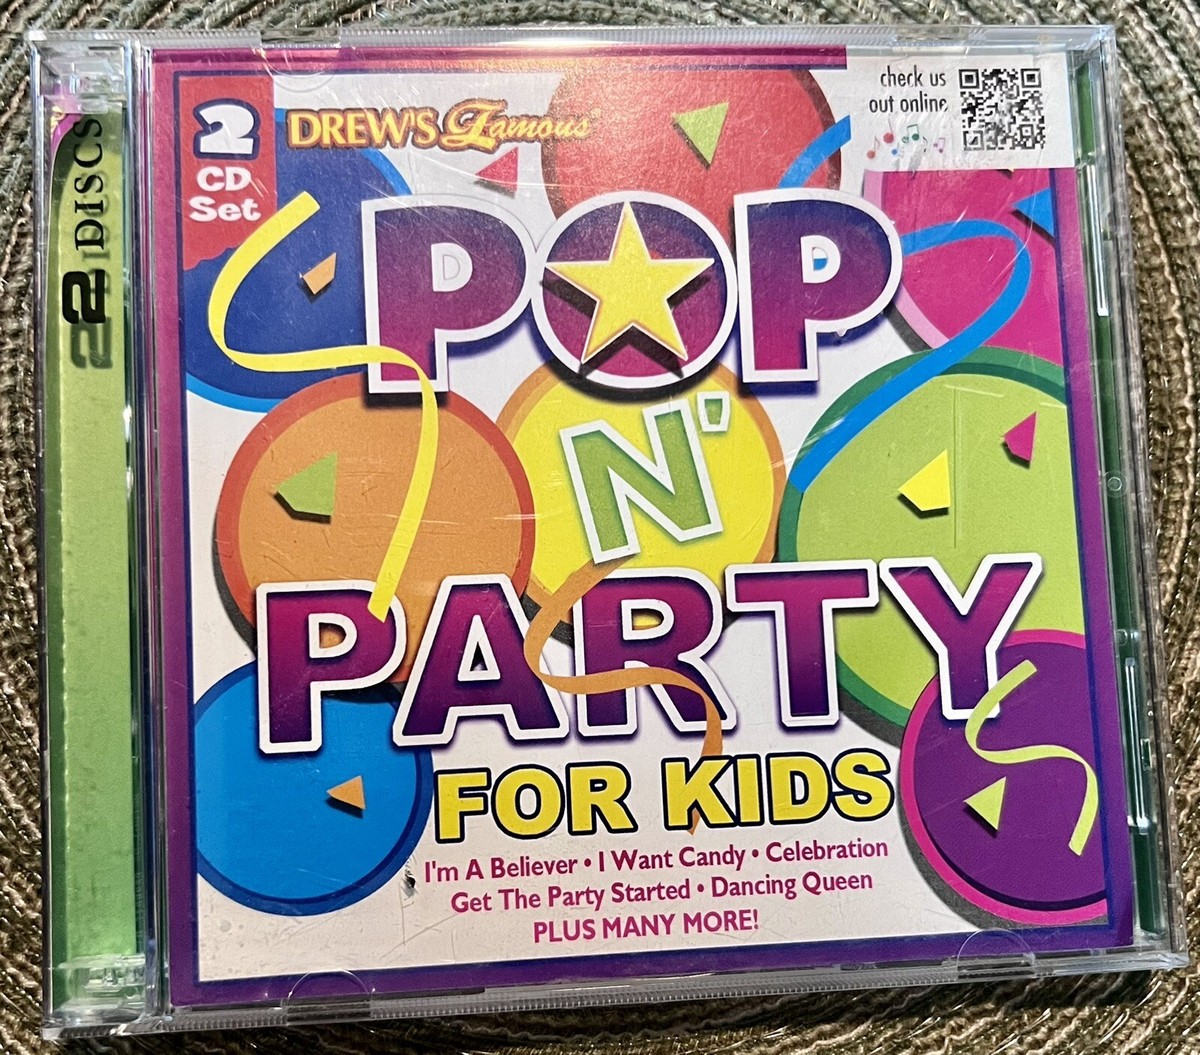 22 DISCS
2
CD
Set
DREW'S Famous
check us
out online
POP
N'
PARTY
FOR KIDS
I'm A Believer • I Want Candy • Celebration
Get The Party Started • Dancing Queen
PLUS MANY MORE!